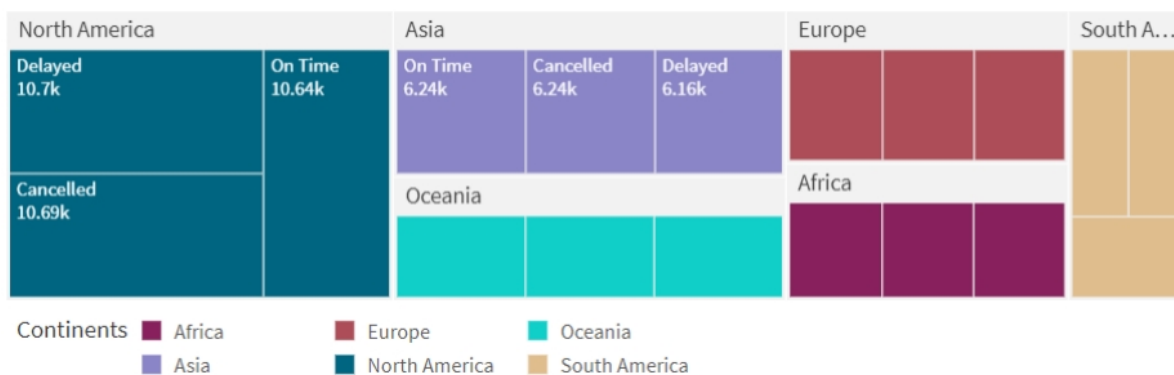 North America
Delayed
10.7k
On Time
10.64k
Cancelled
10.69k
Asia
On Time
6.24k
Cancelled
6.24k
Delayed
6.16k
Oceania
Europe
Africa
South A...
Continents
Africa
Europe
Oceania
Asia
North America
South America